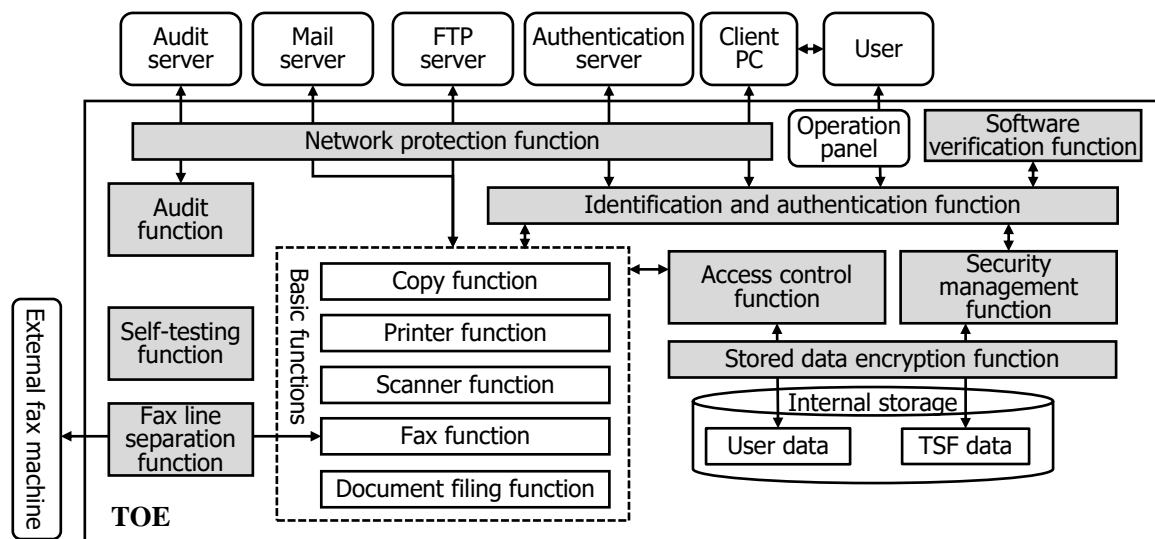 Audit
server
Mail
server
FTP
server
Authentication
server
Client
PC
User
Network protection function
Operation
panel
Software
verification function
Audit
function
Identification and authentication function
Basic functions
Copy function
Printer function
Scanner function
Fax function
Document filing function
Access control
function
Security
management
function
Self-testing
function
Stored data encryption function
Internal storage
User data
TSF data
External fax machine
Fax line
separation
function
TOE